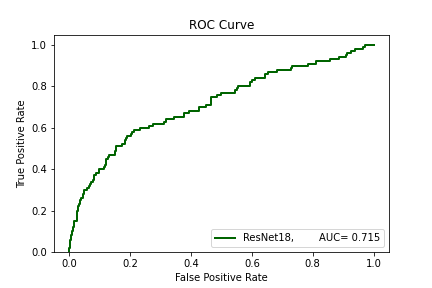 ROC Curve
True Positive Rate
1.0
0.8
0.6
0.4
0.2
0.0
ResNet18, AUC= 0.715
0.0 0.2 0.4 0.6 0.8 1.0
False Positive Rate